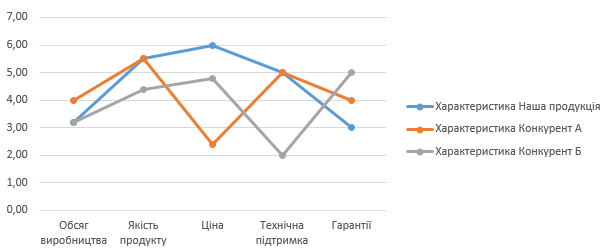 7,00
6,00
5,00
4,00
3,00
2,00
1,00
0,00
Обсяг
виробництва
Якість
продукту
Ціна
Технічна
підтримка
Гарантії
Характеристика Наша продукція
Характеристика Конкурент А
Характеристика Конкурент Б